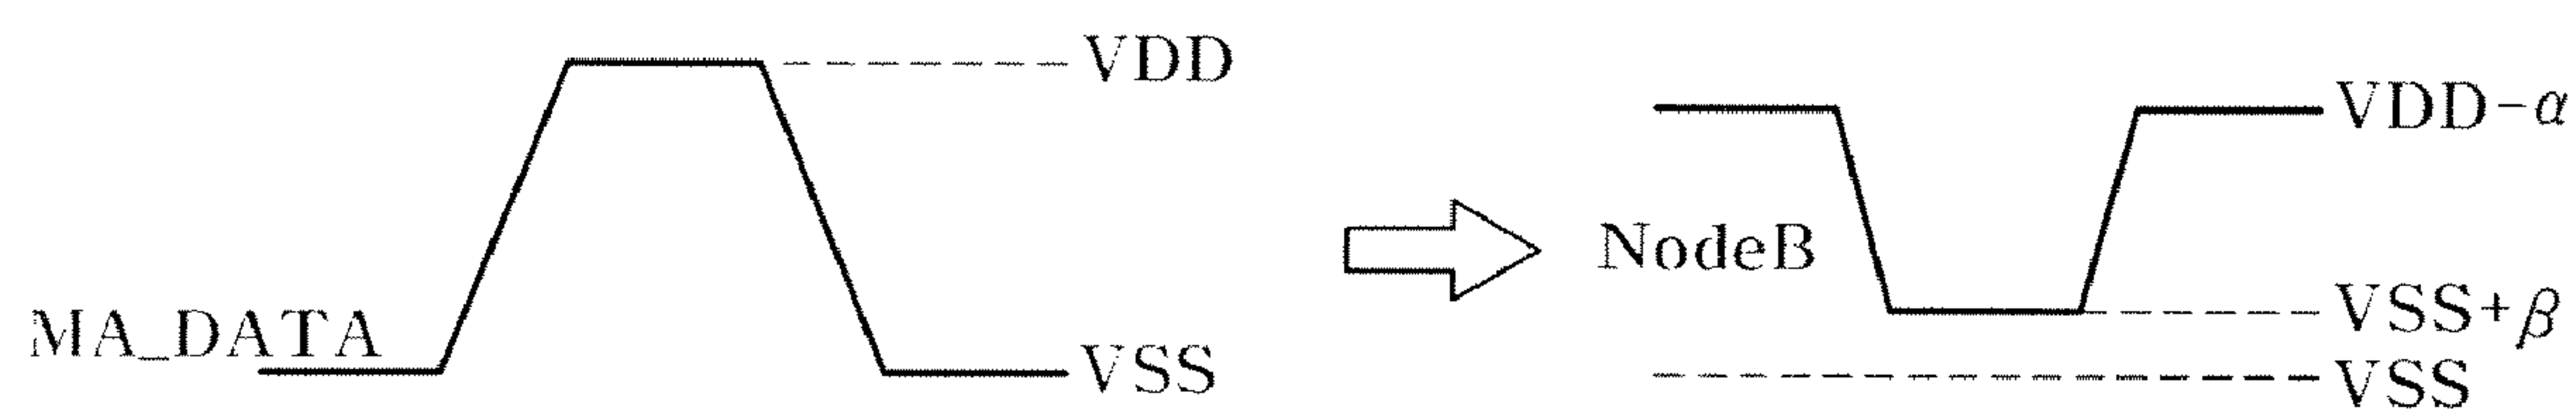 VDD
MA_DATA
VSS
VDD-α
NodeB
VSS+β
VSS